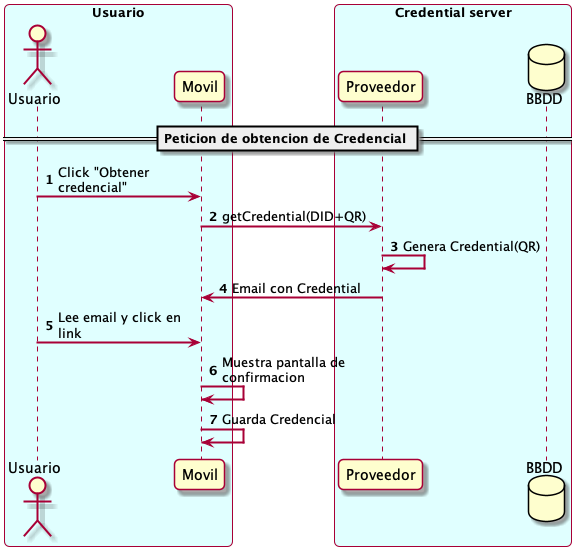 Usuario
Credential server
Usuario
Movil
Proveedor
BBDD
Peticion de obtencion de Credencial
1 Click "Obtener
credencial"
2 getCredential(DID+QR)
3 Genera Credential(QR)
4 Email con Credential
5 Lee email y click en
link
6 Muestra pantalla de
confirmacion
7 Guarda Credencial
Usuario
Movil
Proveedor
BBDD